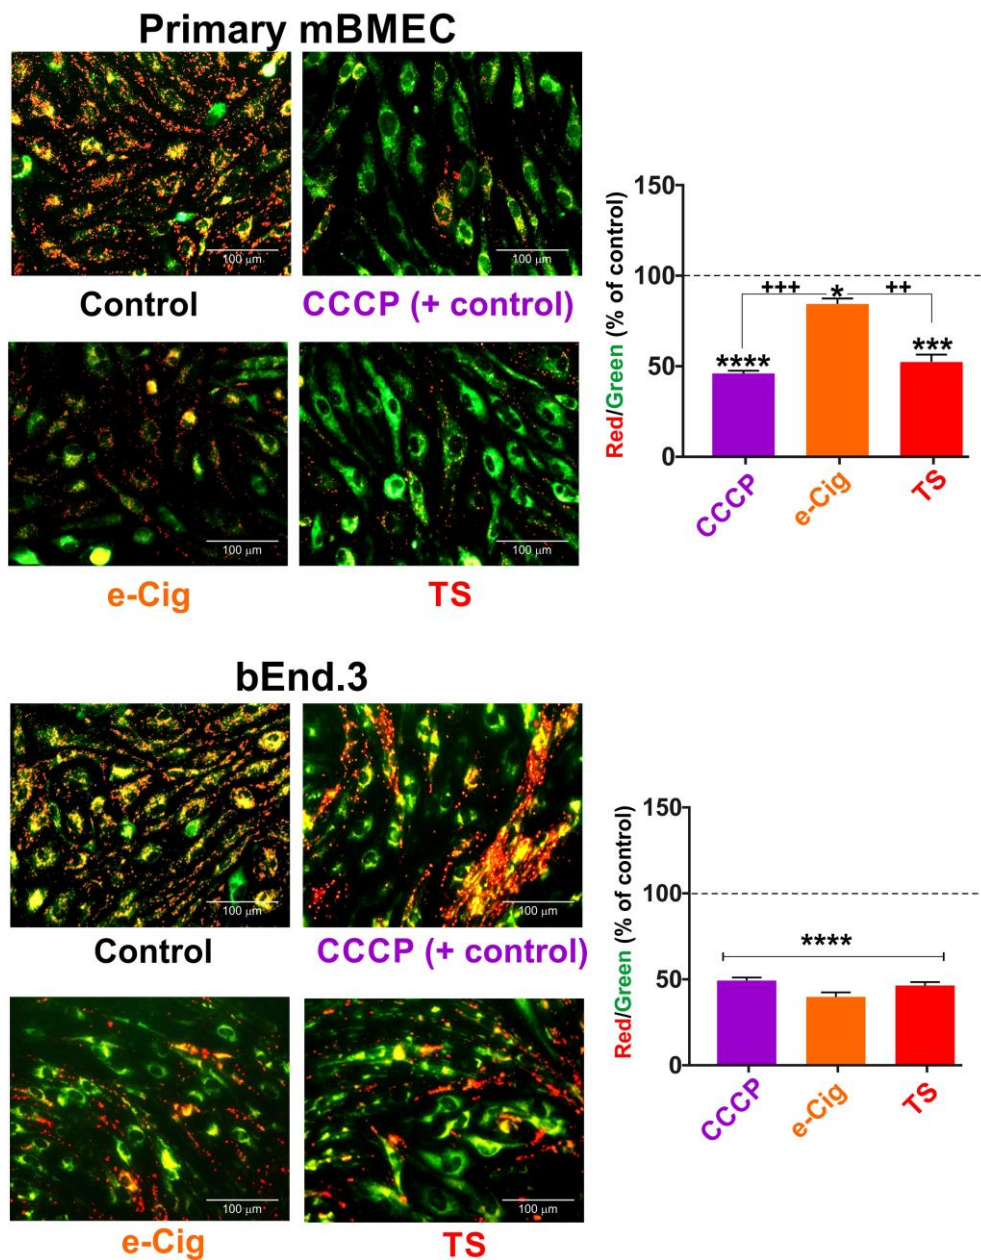 Primary mBMEC
100 μm
100 μm
Control
CCCP (+ control)
100 μm
100 μm
e-Cig
TS
Red/Green (% of control)
150
100
50
0
+++
*
++
****
***
CCCP
e-Cig
TS
bEnd.3
100 μm
100 μm
Control
CCCP (+ control)
100 μm
100 μm
e-Cig
TS
Red/Green (% of control)
150
100
50
0
****
CCCP
e-Cig
TS